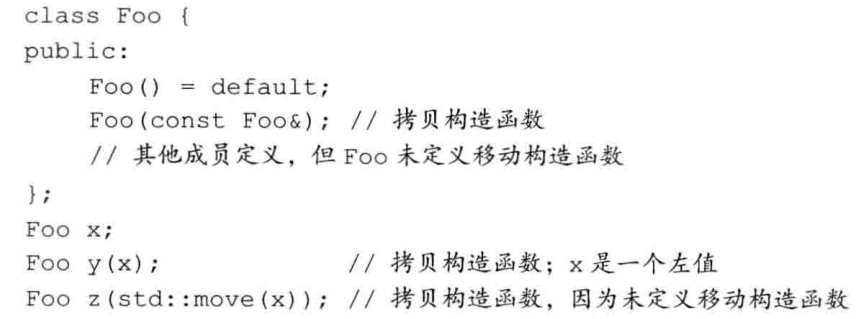 class Foo {
public:
    Foo() = default;
    Foo(const Foo&); // 拷贝构造函数
    // 其他成员定义，但 Foo 未定义移动构造函数
};
Foo x;
Foo y(x);              // 拷贝构造函数；x 是一个左值
Foo z(std::move(x)); // 拷贝构造函数，因为未定义移动构造函数